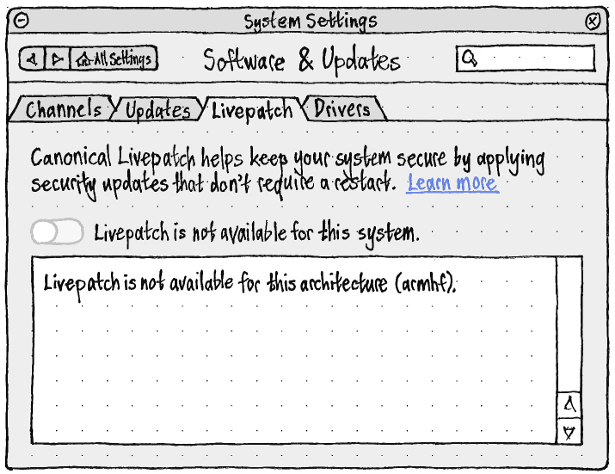 System Settings
All Settings
Software & Updates
Channels
Updates
Livepatch
Drivers
Canonical Livepatch helps keep your system secure by applying
security updates that don't require a restart. Learn more
Livepatch is not available for this system.
Livepatch is not available for this architecture (armhf).